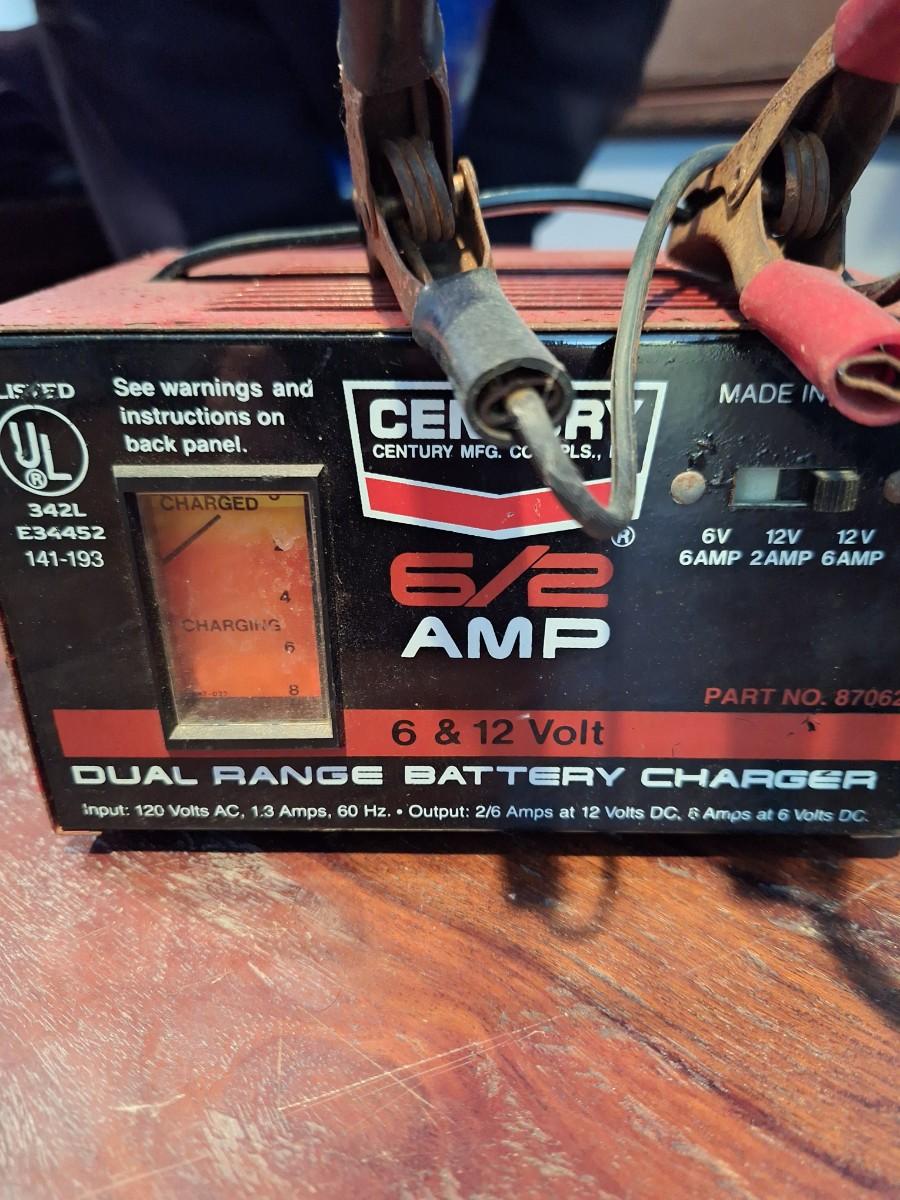 LISTED
UL
®
342L
E34452
141-193
See warnings and
instructions on
back panel.
CHARGED
4
CHARGING
6
8
CENTURY
CENTURY MFG. CO. MPLS.,
®
6/2
AMP
MADE IN
6V 12V 12V
6AMP 2AMP 6AMP
PART NO. 87062
6 & 12 Volt
DUAL RANGE BATTERY CHARGER
Input: 120 Volts AC, 1.3 Amps, 60 Hz. • Output: 2/6 Amps at 12 Volts DC, 6 Amps at 6 Volts DC.